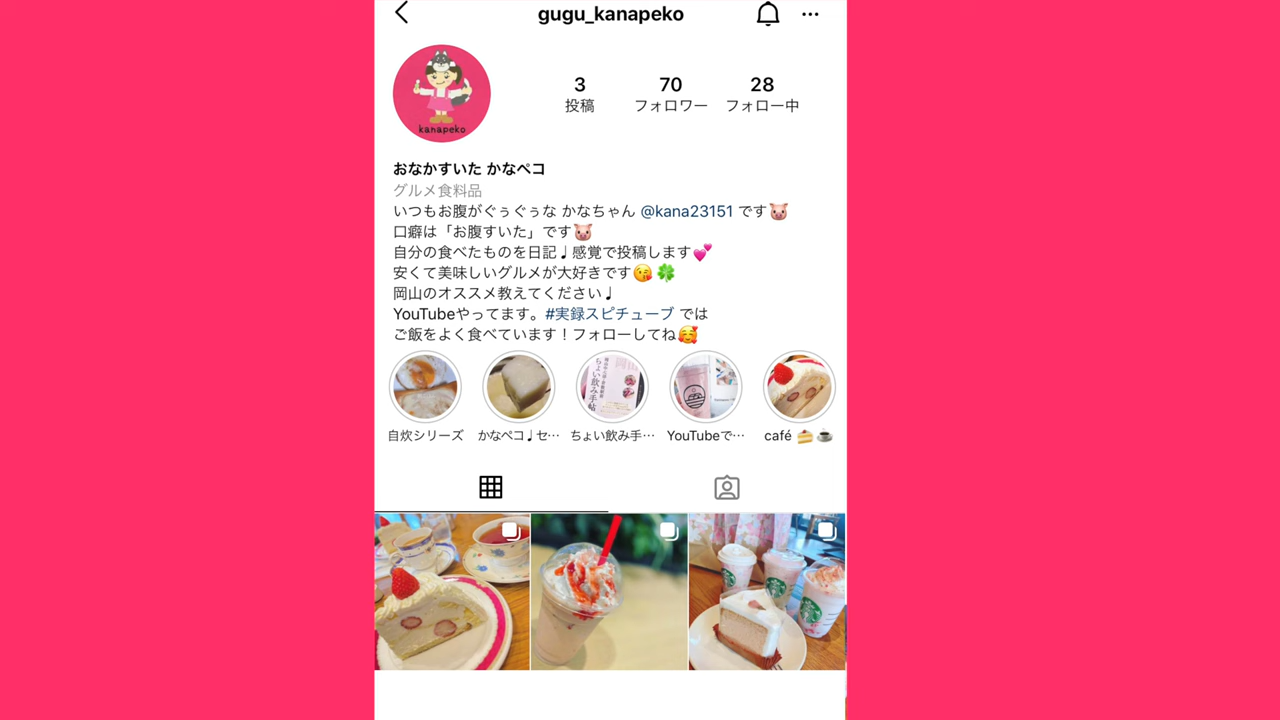 gugu_kanapeko
kanapeko
3
70
28
投稿
フォロワー
フォロー中
おなかすいた かなペコ
グルメ食料品
いつもお腹がぐぅぐぅな かなちゃん @kana23151 です🐷
口癖は「お腹すいた」です🐷
自分の食べたものを日記♩感覚で投稿します💕
安くて美味しいグルメが大好きです😘🍀
岡山のオススメ教えてください♩
YouTubeやってます。#実録スピチューブ では
ご飯をよく食べています！フォローしてね🥰
ちょい飲み手帖
自炊シリーズ
かなペコ♩セ…
ちょい飲み手…
YouTubeで…
café 🍰☕